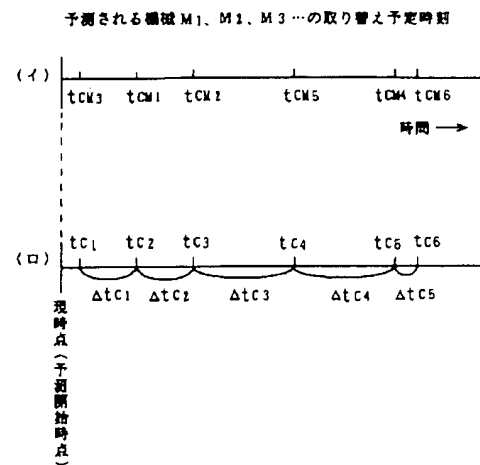 予測される機械M1、M2、M3…の取り替え予定時刻
(イ)
tCM3 tCM1 tCM2 tCM5 tCM4 tCM6
時間 →
tC1 tC2 tC3 tC4 tC6 tC6
(ロ)
ΔtC1 ΔtC2 ΔtC3 ΔtC4 ΔtC5
現時点(予測開始時点)